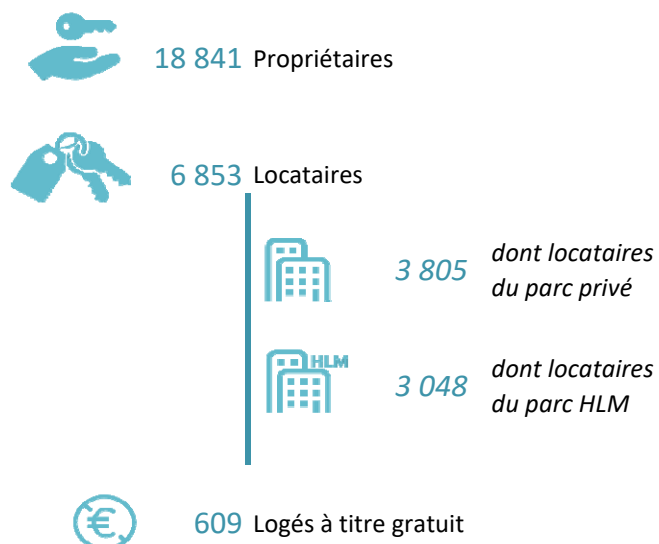 18 841 Propriétaires
6 853 Locataires
3 805 dont locataires
du parc privé
HLM
3 048 dont locataires
du parc HLM
€
609 Logés à titre gratuit